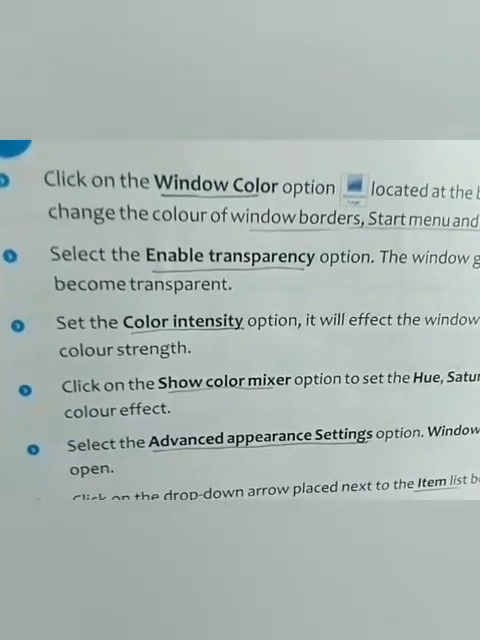 Click on the Window Color option located at the
change the colour of window borders, Start menu and
Select the Enable transparency option. The window
become transparent.
Set the Color intensity option, it will effect the window
colour strength.
Click on the Show color mixer option to set the Hue,
colour effect.
Select the Advanced appearance Settings option. Window
open.
Click on the drop-down arrow placed next to the Item list